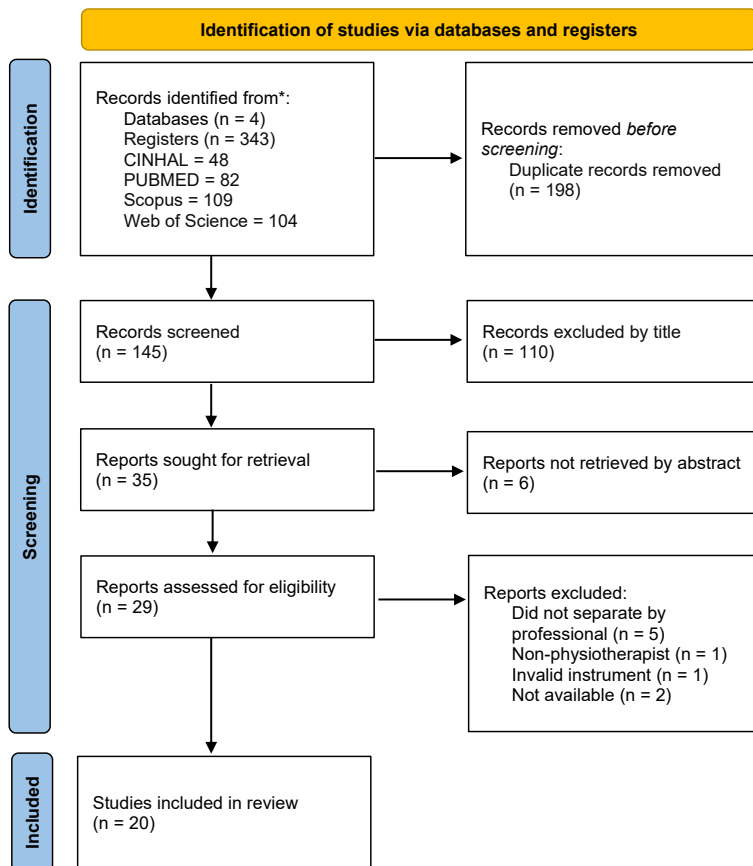 Identification of studies via databases and registers
Identification
Records identified from*:
Databases (n = 4)
Registers (n = 343)
CINHAL = 48
PUBMED = 82
Scopus = 109
Web of Science = 104
Records removed before
screening:
Duplicate records removed
(n = 198)
Screening
Records screened
(n = 145)
Records excluded by title
(n = 110)
Reports sought for retrieval
(n = 35)
Reports not retrieved by abstract
(n = 6)
Reports assessed for eligibility
(n = 29)
Reports excluded:
Did not separate by
professional (n = 5)
Non-physiotherapist (n = 1)
Invalid instrument (n = 1)
Not available (n = 2)
Included
Studies included in review
(n = 20)